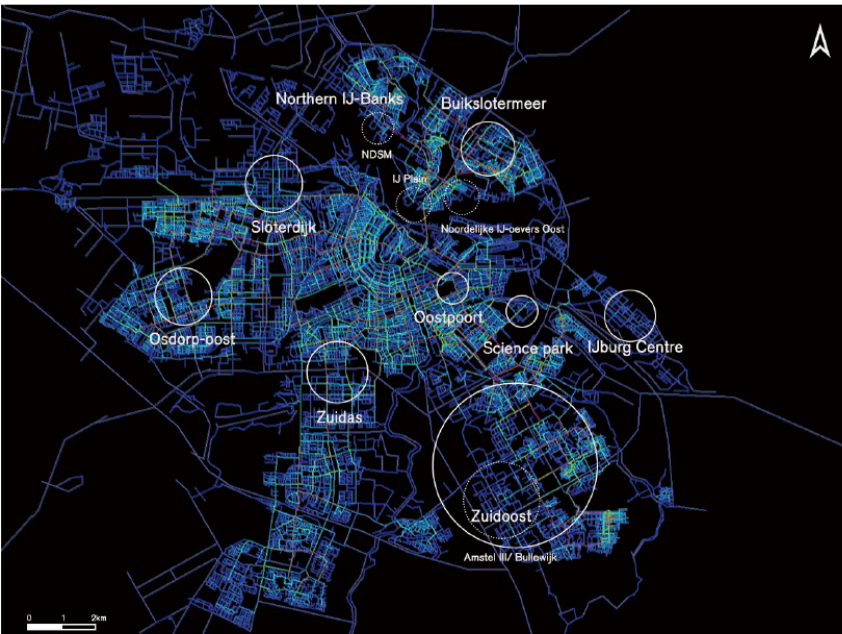 Northern IJ-Banks
Buikslotermeer
NDSM
IJ Plein
Sloterdijk
Noordelijke IJ-oevers Oost
Oostpoort
Osdorp-oost
Science park
IJburg Centre
Zuidas
Zuidoost
Amstel III/ Bullewijk
0 1 2km